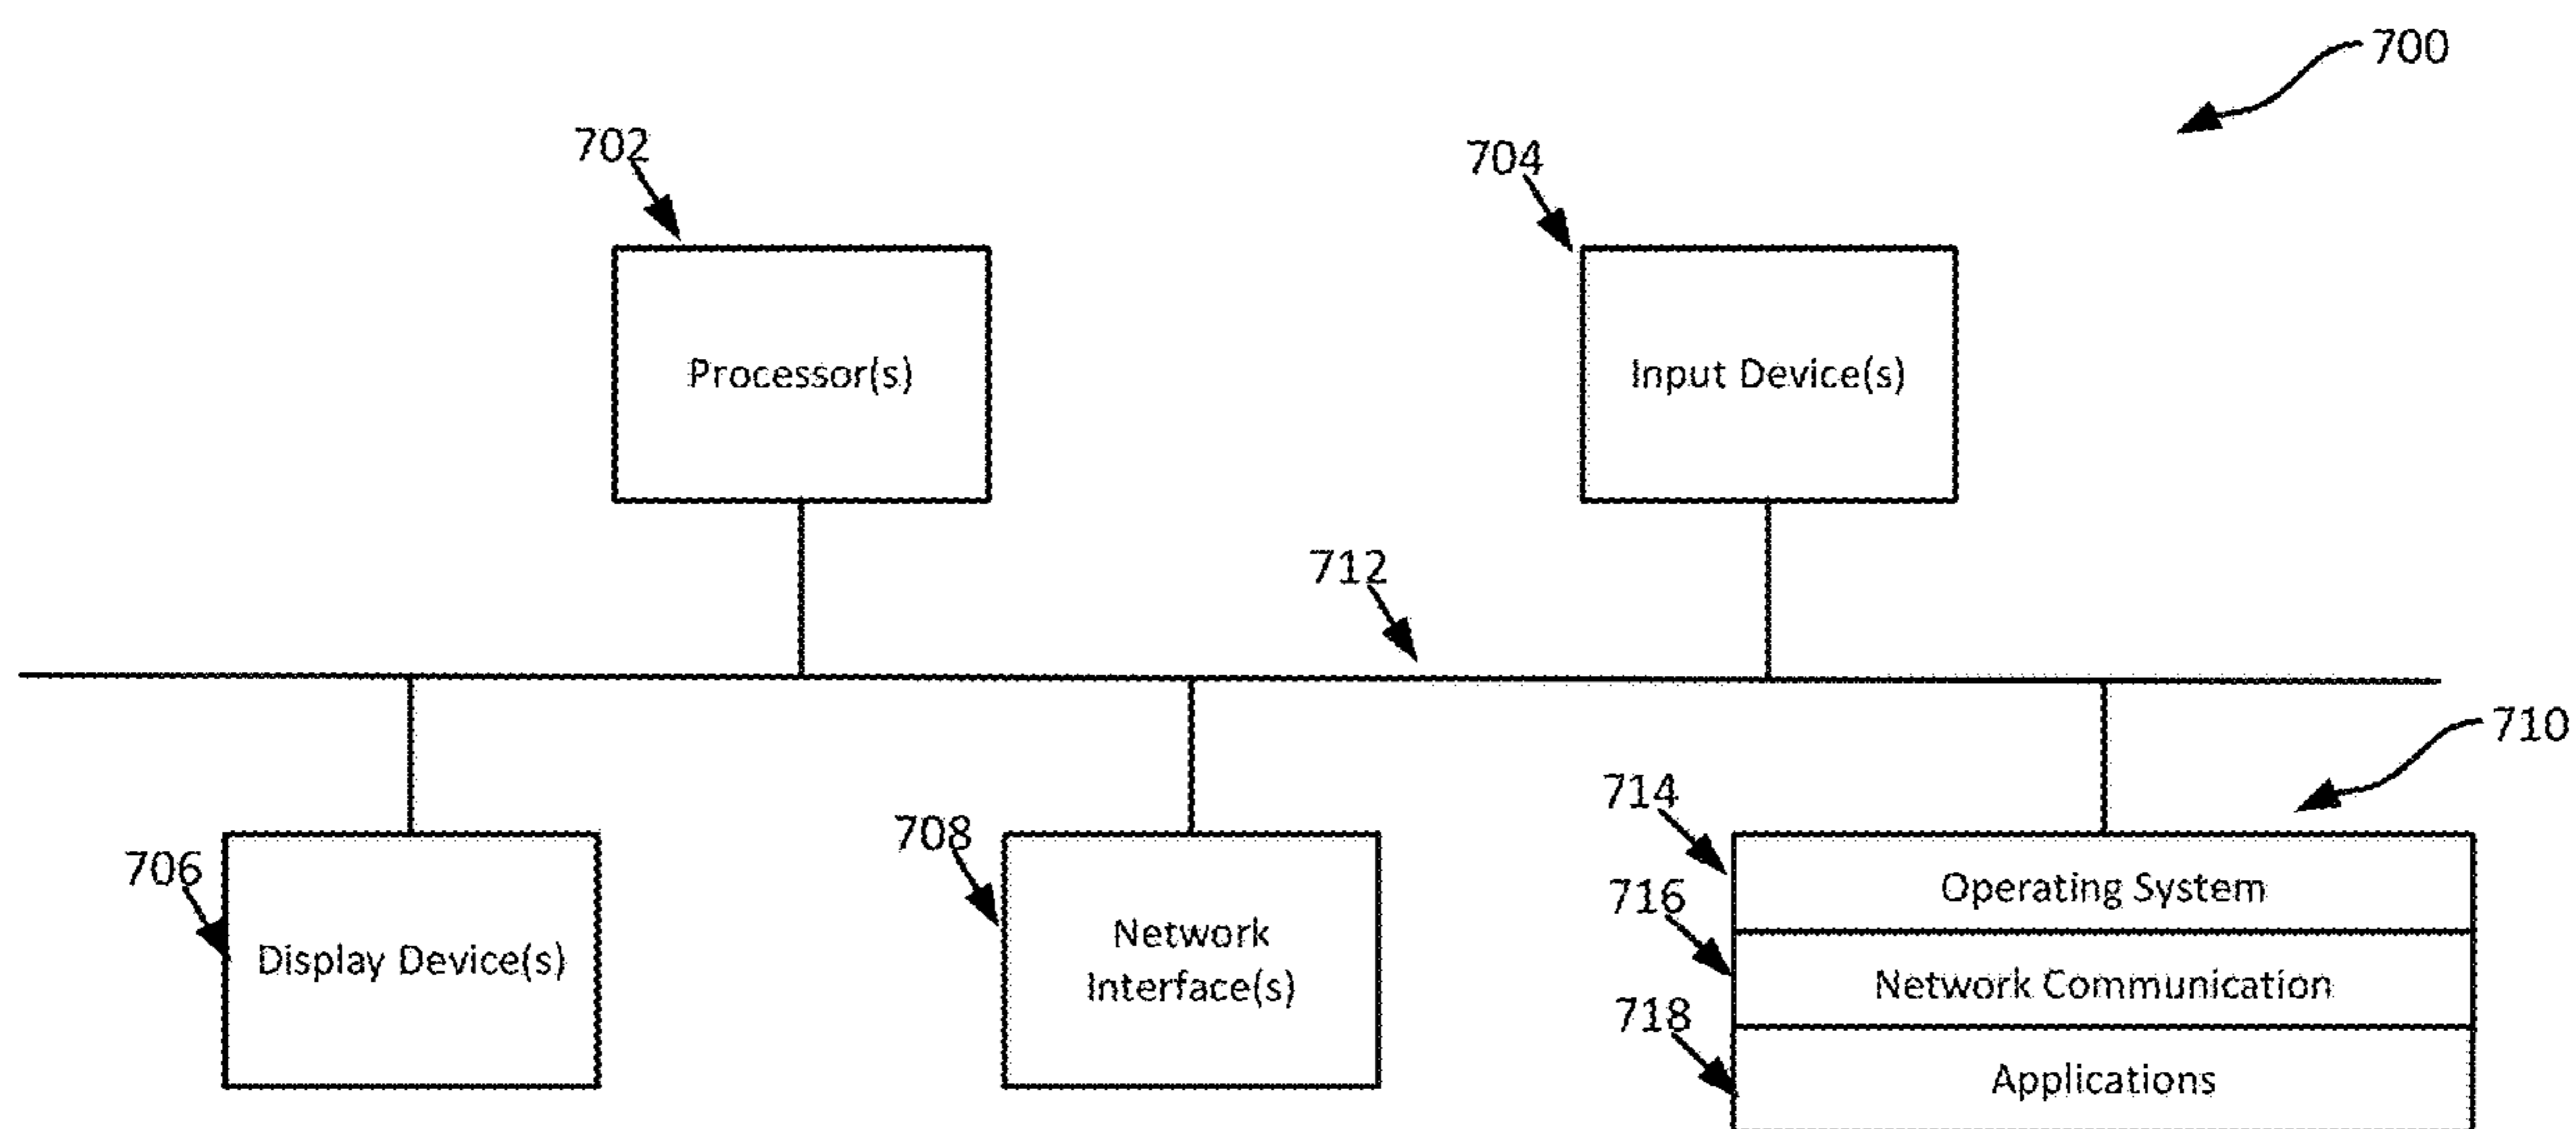 700
702
704
Processor(s)
Input Device(s)
712
710
714
708
706
716
Operating System
Network
Interface(s)
Display Device(s)
Network Communication
718
Applications